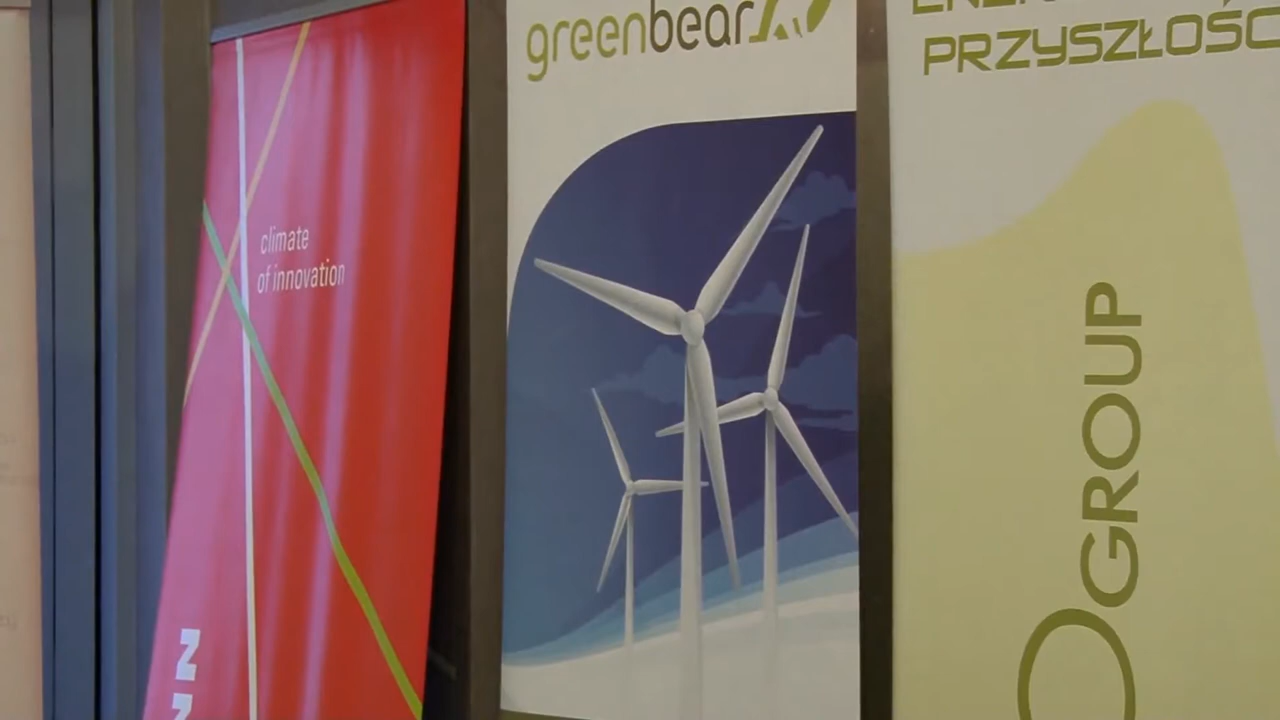 climate
of innovation
greenbear
PRZYSZŁOŚC
GROUP